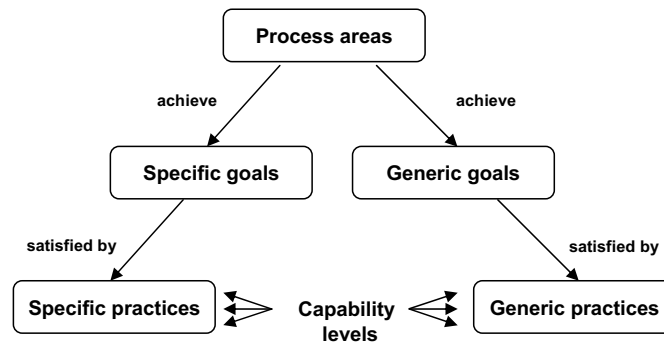 Process areas
achieve
achieve
Specific goals
Generic goals
satisfied by
satisfied by
Specific practices
Capability
levels
Generic practices